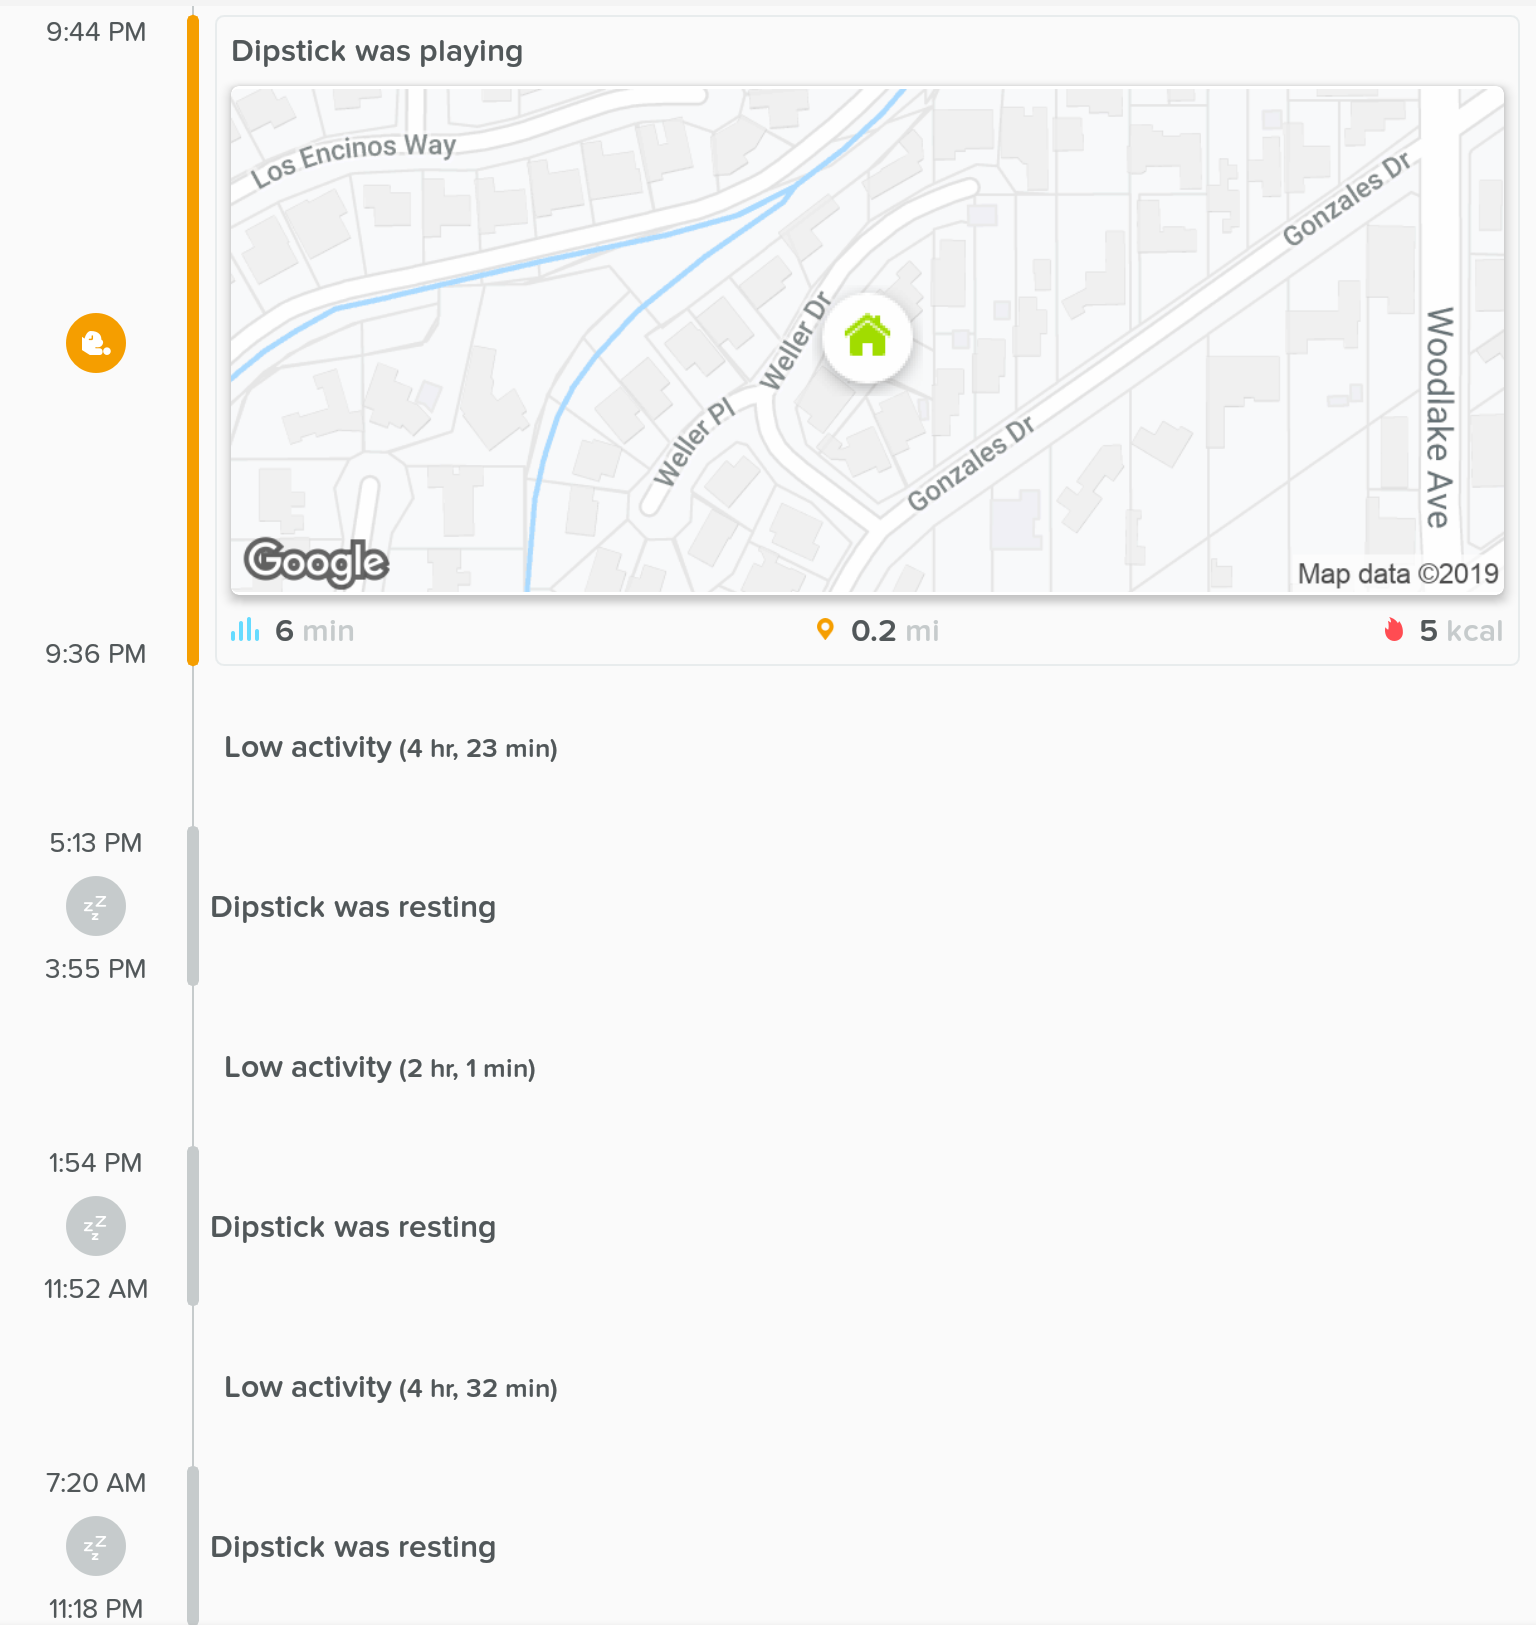 9:44 PM
Dipstick was playing
Los Encinos Way
Gonzales Dr
Weller Dr
Woodlake Ave
Weller Pl
Gonzales Dr
Google
Map data ©2019
6 min
0.2 mi
5 kcal
9:36 PM
Low activity (4 hr, 23 min)
5:13 PM
zzz
Dipstick was resting
3:55 PM
Low activity (2 hr, 1 min)
1:54 PM
zzz
Dipstick was resting
11:52 AM
Low activity (4 hr, 32 min)
7:20 AM
zzz
Dipstick was resting
11:18 PM